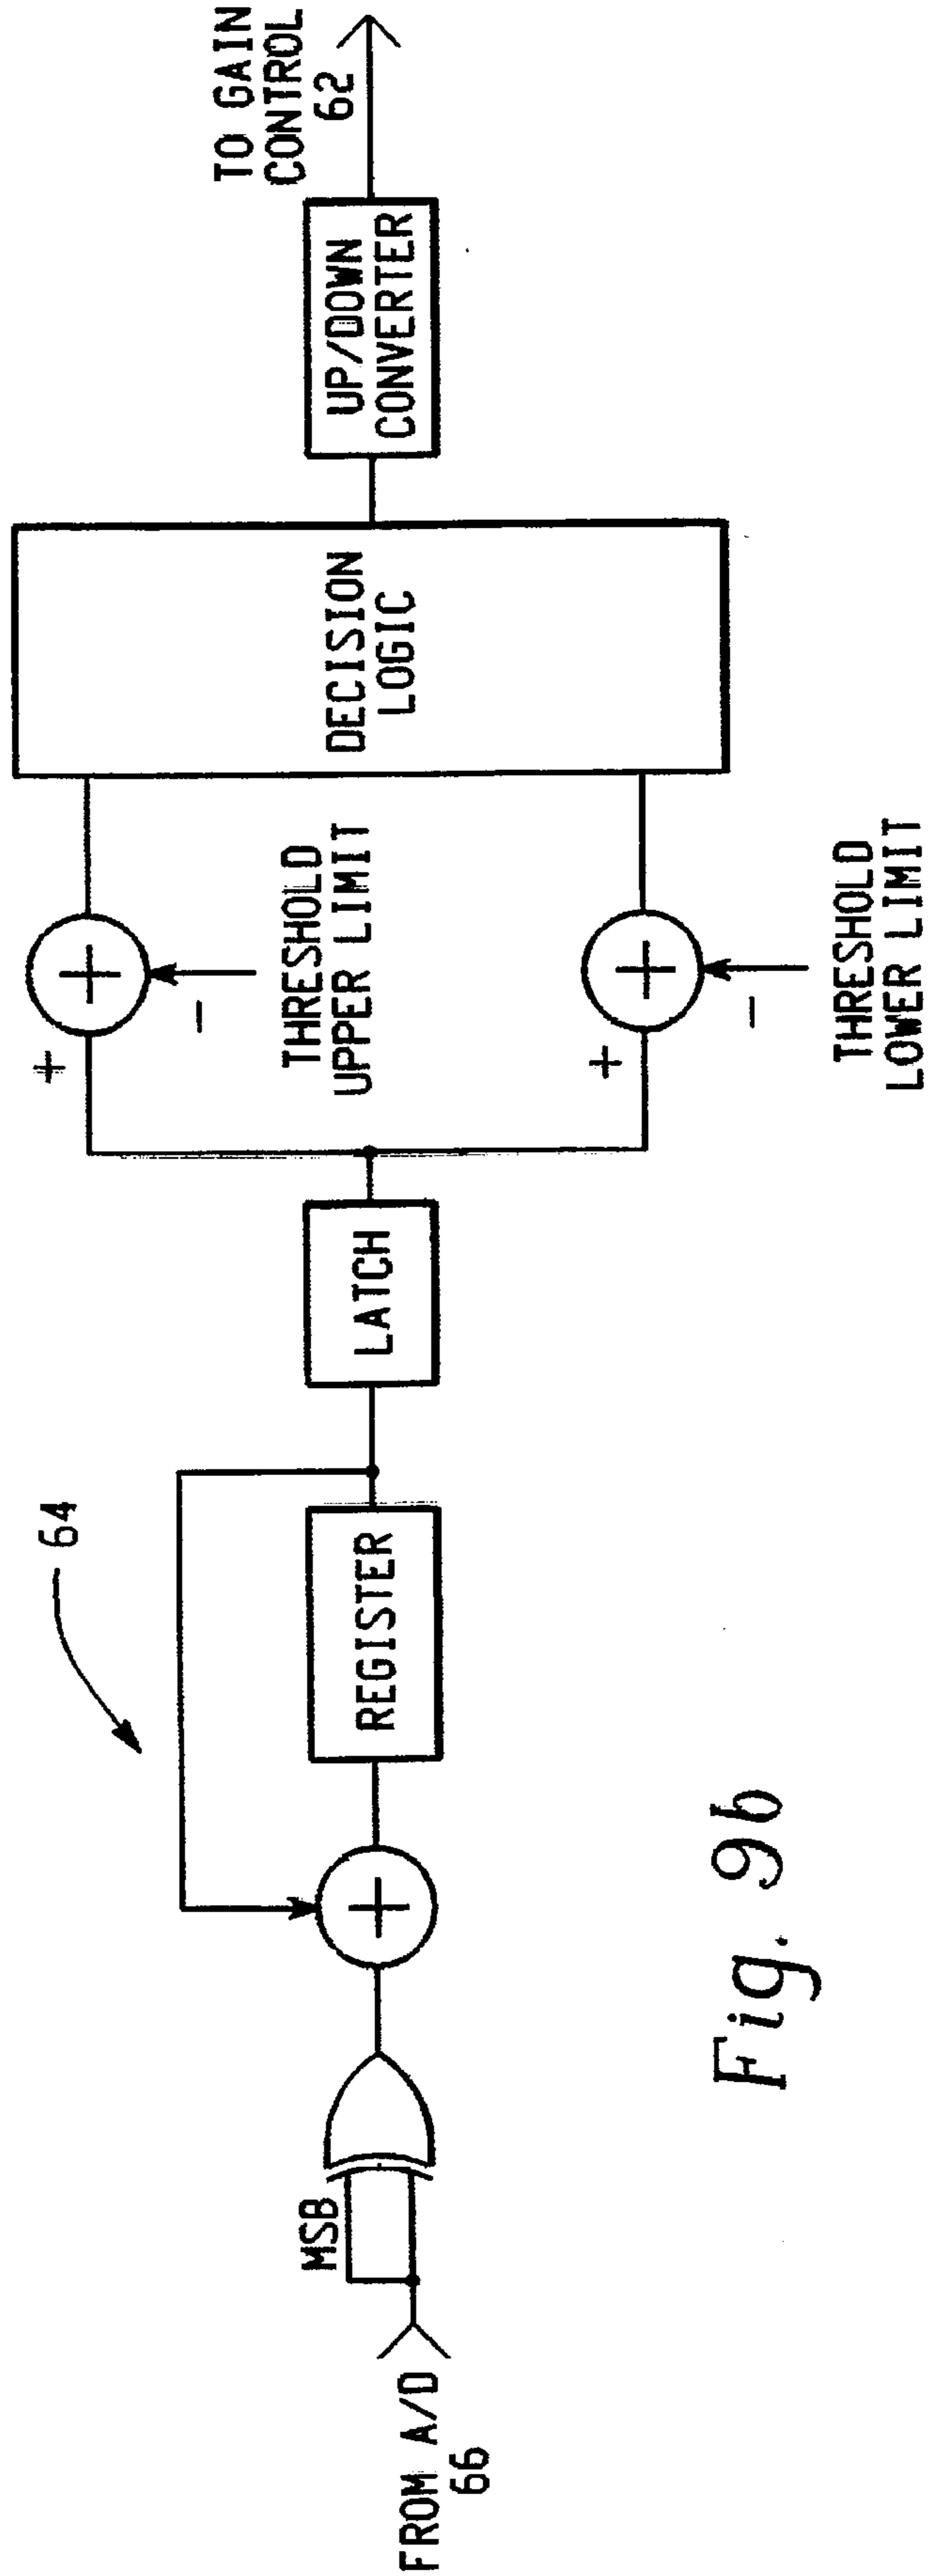 FROM A/D
66
MSB
64
REGISTER
LATCH
+
-
THRESHOLD
UPPER LIMIT
+
-
THRESHOLD
LOWER LIMIT
DECISION
LOGIC
UP/DOWN
CONVERTER
TO GAIN
CONTROL
62
Fig. 9b